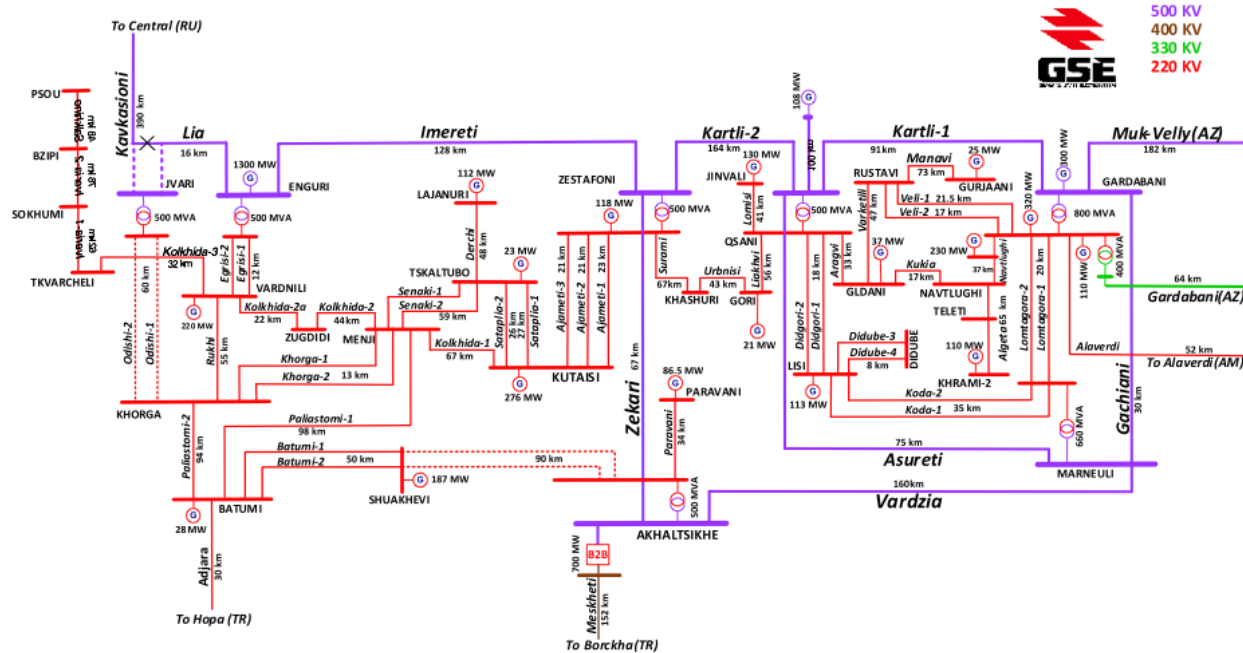 To Central (RU)
500 KV
400 KV
330 KV
220 KV
GSE
PSOU
BZIPI
SOKHUMI
TKVARCHELI
Kavkasioni
390 km
Lia
16 km
Imereti
128 km
Kartli-2
164 km
108 MW
Kartli-1
91km
Muk-Velly(AZ)
182 km
JVARI
500 MVA
1300 MW
ENGURI
500 MVA
112 MW
LAJANURI
ZESTAFONI
118 MW
500 MVA
130 MW
JINVALI
Lomisi
41 km
500 MVA
QSANI
RUSTAVI
Manavi
73 km
25 MW
GURJAANI
Veli-1 21.5 km
Veli-2 17 km
Varketili
47 km
320 MW
300 MW
GARDABANI
800 MVA
Kolkhida-3
32 km
Egrisi-2
Egrisi-1
12 km
VARDNILI
220 MW
Kolkhida-2a
22 km
ZUGDIDI
Kolkhida-2
44km
MENJI
Derchi
48 km
TSKALTUBO
23 MW
Senaki-1
Senaki-2
59 km
Kolkhida-1
67 km
Sataplia-2
26 km
27 km
Sataplia-1
KUTAISI
276 MW
Ajameti-3 21 km
Ajameti-2 21 km
Ajameti-1 23 km
Surami
67km
KHASHURI
Urbnisi
43 km
GORI
21 MW
Liakhvi
56 km
Didgori-2
18 km
Didgori-1
Aragvi
33 km
37 MW
GLDANI
Kukia
17 km
NAVTLUGHI
230 MW
Navtlughi
37 km
TELETI
Algeta 65 km
110 MW
KHRAMI-2
Lomtagora-2
20 km
Lomtagora-1
110 MW
400 MVA
64 km
Gardabani(AZ)
Alaverdi
52 km
To Alaverdi (AM)
60 km
Odishi-2
Odishi-1
Rukhi
55 km
Khorga-1
Khorga-2
13 km
KHORGA
Paliastomi-2
94 km
Paliastomi-1
98 km
Batumi-1
Batumi-2
50 km
90 km
SHUAKHEVI
187 MW
BATUMI
28 MW
Adjara
30 km
To Hopa (TR)
Zekari
67 km
86.5 MW
PARAVANI
Paravani
34 km
500 MVA
AKHALTSIKHE
700 MW
B2B
Meskheti
152 km
To Borckha(TR)
LISI
113 MW
Didube-3
Didube-4
8 km
DIDUBE
Koda-2
35 km
Koda-1
660 MVA
75 km
Asureti
MARNEULI
160km
Vardzia
Gachiani
30 km